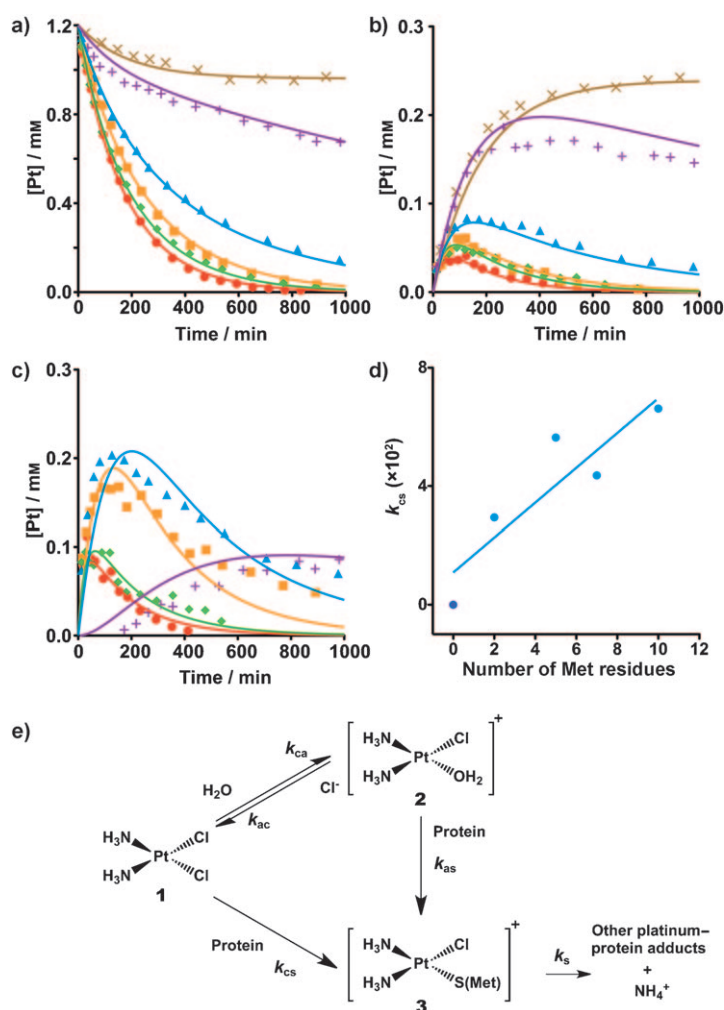 a)
[Pt] / mM
1.2
0.8
0.4
0.0
0 200 400 600 800 1000
Time / min
b)
[Pt] / mM
0.3
0.2
0.1
0.0
0 200 400 600 800 1000
Time / min
c)
[Pt] / mM
0.3
0.2
0.1
0.0
0 200 400 600 800 1000
Time / min
d)
kcs (×10²)
8
4
0
0 2 4 6 8 10 12
Number of Met residues
e)
H₃N Cl
Pt
H₃N OH₂
+
2
kca
H₂O
Cl⁻
kac
H₃N Cl
Pt
H₃N Cl
1
Protein
kas
Protein
kcs
H₃N Cl
Pt
H₃N S(Met)
+
3
ks
Other platinum–
protein adducts
+
NH₄⁺